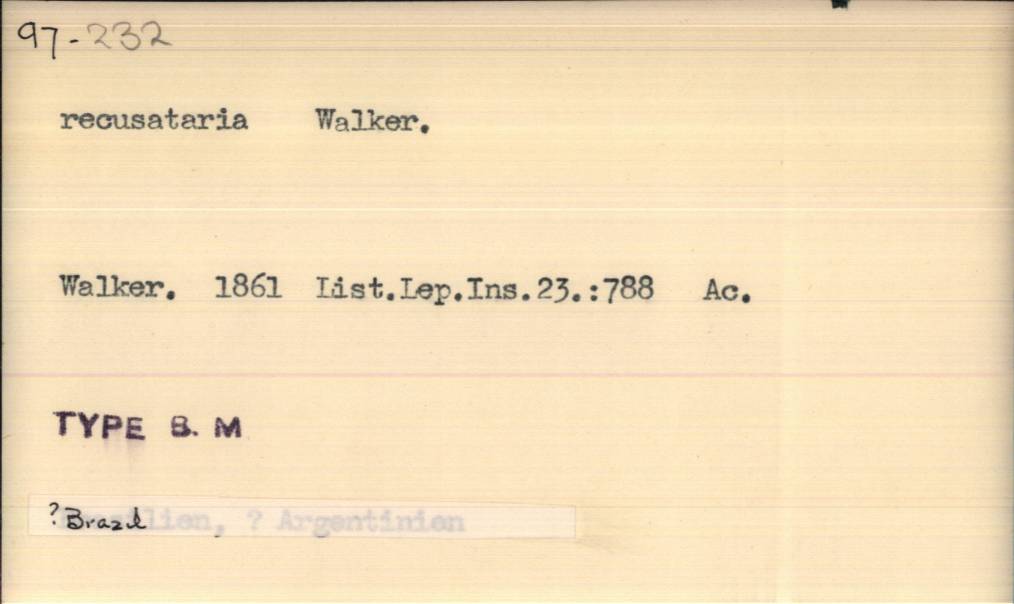 97-232
recusataria Walker.
Walker. 1861 List.Lep.Ins.23.:788 Ac.
TYPE B. M
? Brazil
Brasilien, ? Argentinien